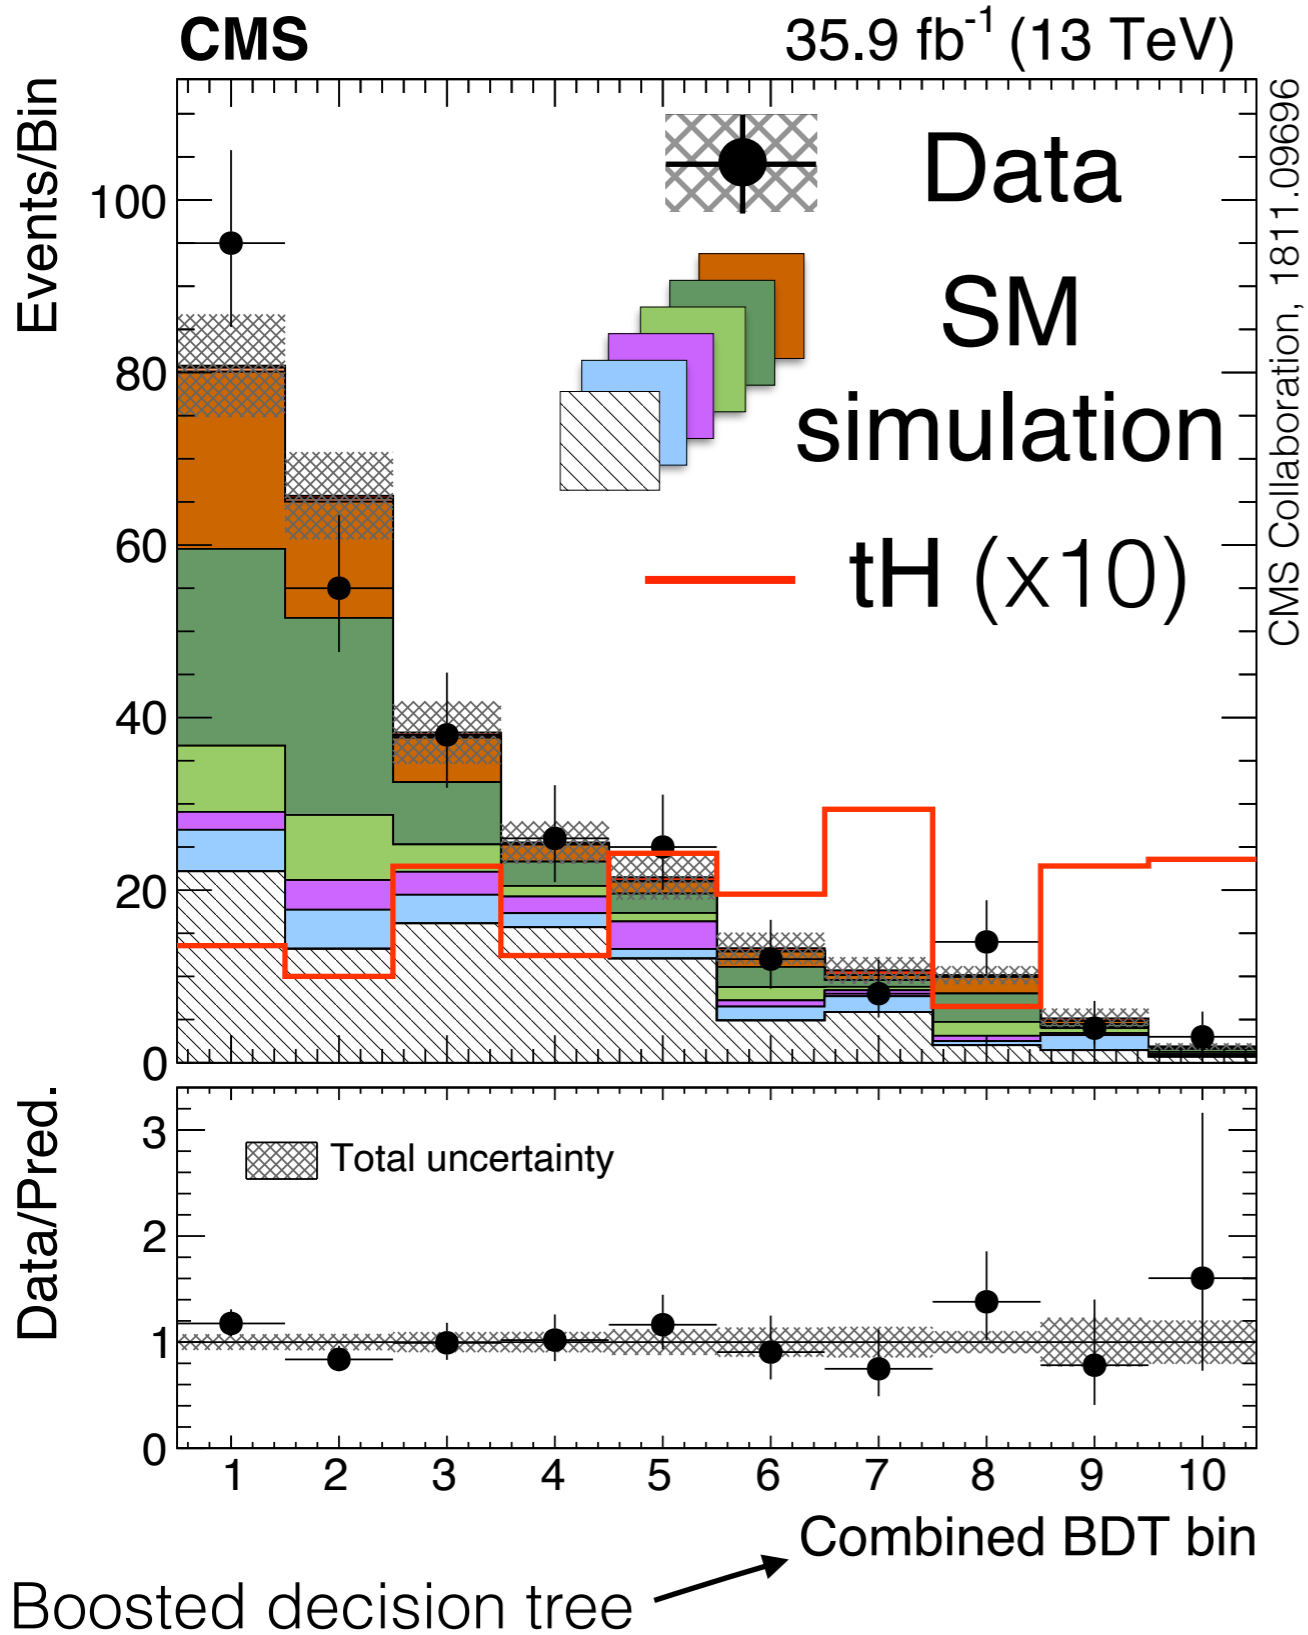 CMS
35.9 fb⁻¹ (13 TeV)
Events/Bin
100
80
60
40
20
0
Data
SM
simulation
tH (x10)
CMS Collaboration, 1811.09696
Data/Pred.
3
2
1
0
Total uncertainty
1 2 3 4 5 6 7 8 9 10
Combined BDT bin
Boosted decision tree